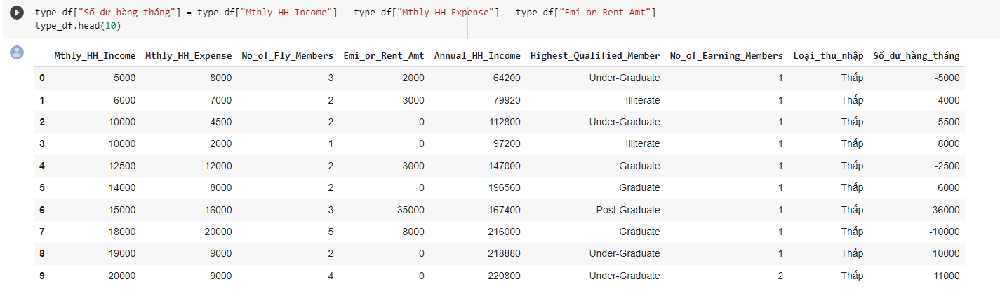 type_df["Số_dư_hàng_tháng"] = type_df["Mthly_HH_Income"] - type_df["Mthly_HH_Expense"] - type_df["Emi_or_Rent_Amt"]
type_df.head(10)
Mthly_HH_Income Mthly_HH_Expense No_of_Fly_Members Emi_or_Rent_Amt Annual_HH_Income Highest_Qualified_Member No_of_Earning_Members Loại_thu_nhập Số_dư_hàng_tháng
0 5000 8000 3 2000 64200 Under-Graduate 1 Thấp -5000
1 6000 7000 2 3000 79920 Illiterate 1 Thấp -4000
2 10000 4500 2 0 112800 Under-Graduate 1 Thấp 5500
3 10000 2000 1 0 97200 Illiterate 1 Thấp 8000
4 12500 12000 2 3000 147000 Graduate 1 Thấp -2500
5 14000 8000 2 0 196560 Graduate 1 Thấp 6000
6 15000 16000 3 35000 167400 Post-Graduate 1 Thấp -36000
7 18000 20000 5 8000 216000 Graduate 1 Thấp -10000
8 19000 9000 2 0 218880 Under-Graduate 1 Thấp 10000
9 20000 9000 4 0 220800 Under-Graduate 2 Thấp 11000